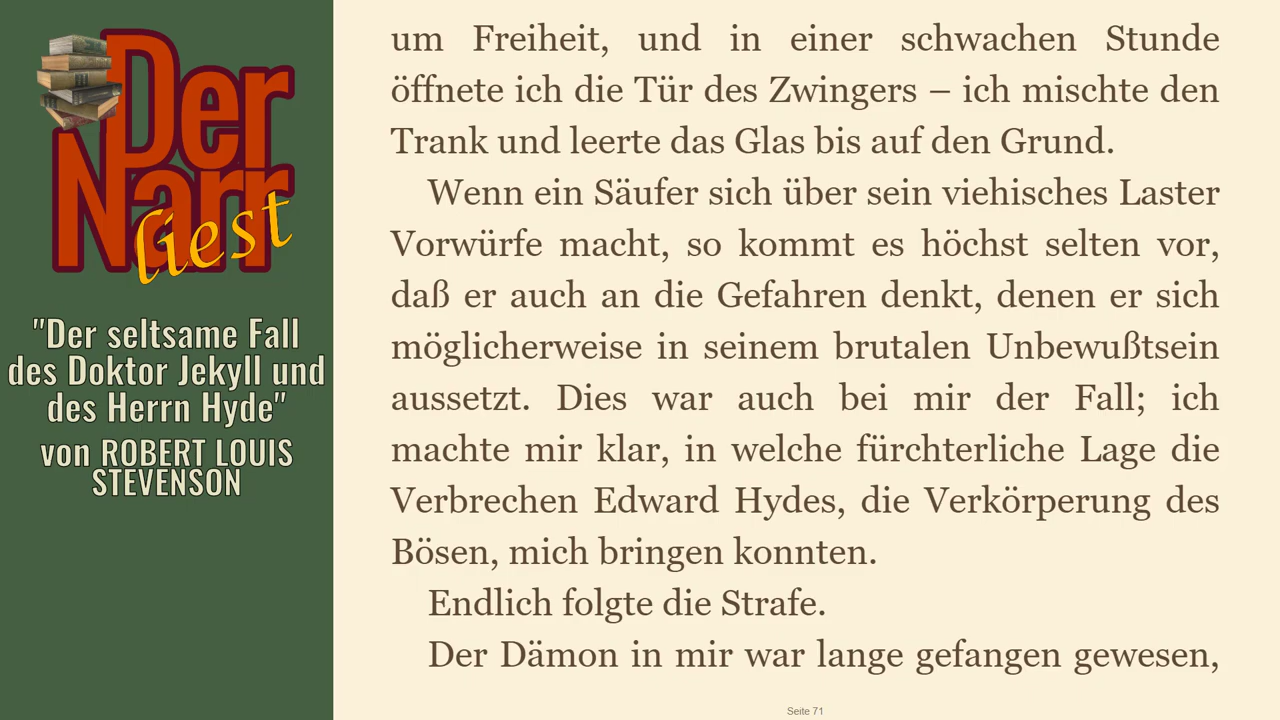 Der
Narr
liest
"Der seltsame Fall
des Doktor Jekyll und
des Herrn Hyde"
von ROBERT LOUIS
STEVENSON
um Freiheit, und in einer schwachen Stunde
öffnete ich die Tür des Zwingers – ich mischte den
Trank und leerte das Glas bis auf den Grund.
Wenn ein Säufer sich über sein viehisches Laster
Vorwürfe macht, so kommt es höchst selten vor,
daß er auch an die Gefahren denkt, denen er sich
möglicherweise in seinem brutalen Unbewußtsein
aussetzt. Dies war auch bei mir der Fall; ich
machte mir klar, in welche fürchterliche Lage die
Verbrechen Edward Hydes, die Verkörperung des
Bösen, mich bringen konnten.
Endlich folgte die Strafe.
Der Dämon in mir war lange gefangen gewesen,
Seite 71